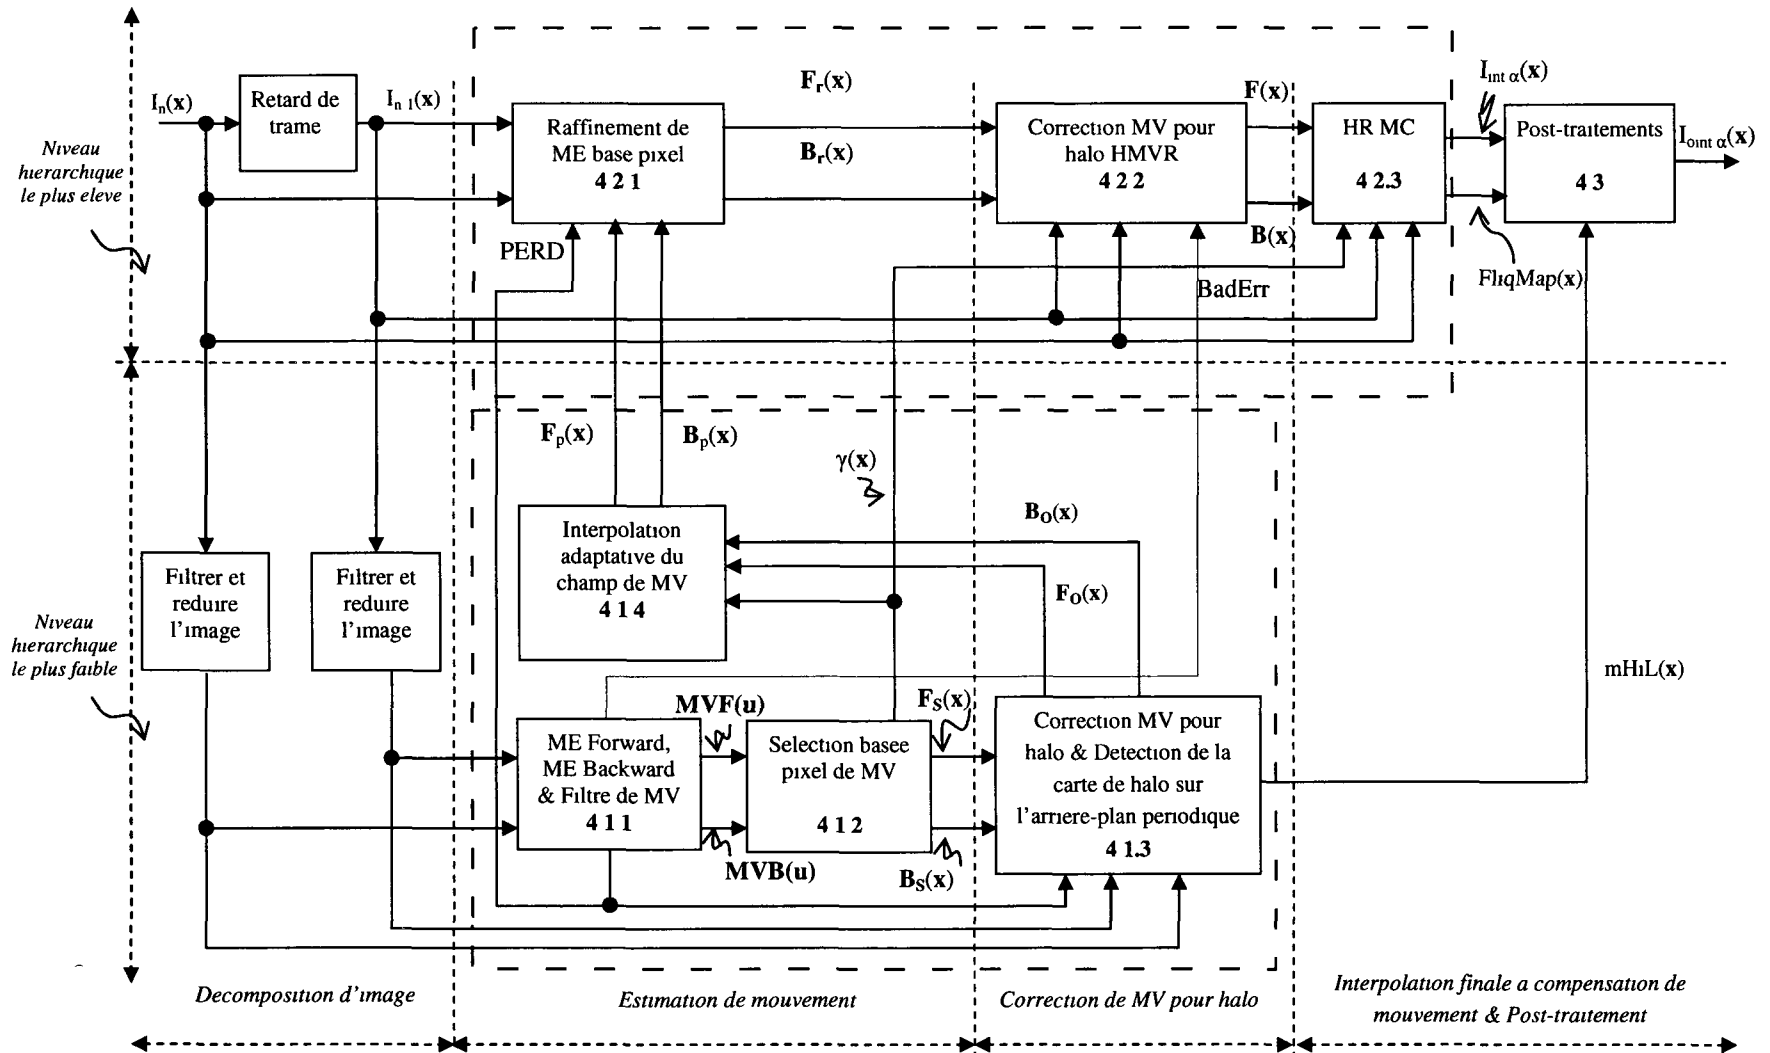 I_n(x)
Retard de
trame
I_n 1(x)
Niveau
hierarchique
le plus eleve
Raffinement de
ME base pixel
4 2 1
F_r(x)
B_r(x)
Correction MV pour
halo HMVR
4 2 2
F(x)
B(x)
HR MC
4 2.3
I_int α(x)
Post-traitements
4 3
I_oint α(x)
FliqMap(x)
PERD
BadErr
F_p(x)
B_p(x)
γ(x)
B_O(x)
F_O(x)
Interpolation
adaptative du
champ de MV
4 1 4
Filtrer et
reduire
l'image
Filtrer et
reduire
l'image
Niveau
hierarchique
le plus faible
mHiL(x)
MVF(u)
F_S(x)
ME Forward,
ME Backward
& Filtre de MV
4 1 1
Selection basee
pixel de MV
4 1 2
Correction MV pour
halo & Detection de la
carte de halo sur
l'arriere-plan periodique
4 1.3
MVB(u)
B_S(x)
Decomposition d'image
Estimation de mouvement
Correction de MV pour halo
Interpolation finale a compensation de
mouvement & Post-traitement